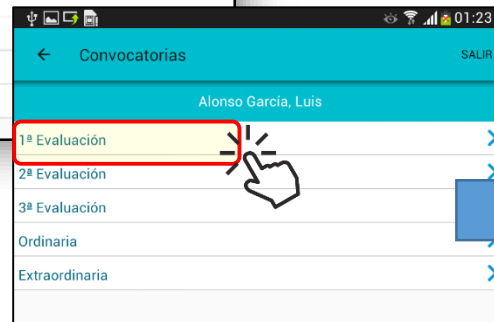 01:23
Convocatorias SALIR
Alonso García, Luis
1ª Evaluación
2ª Evaluación
3ª Evaluación
Ordinaria
Extraordinaria